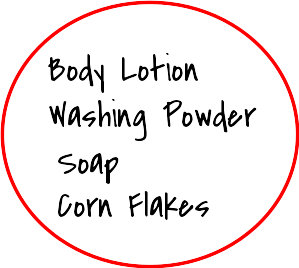 Body Lotion
Washing Powder
Soap
Corn Flakes